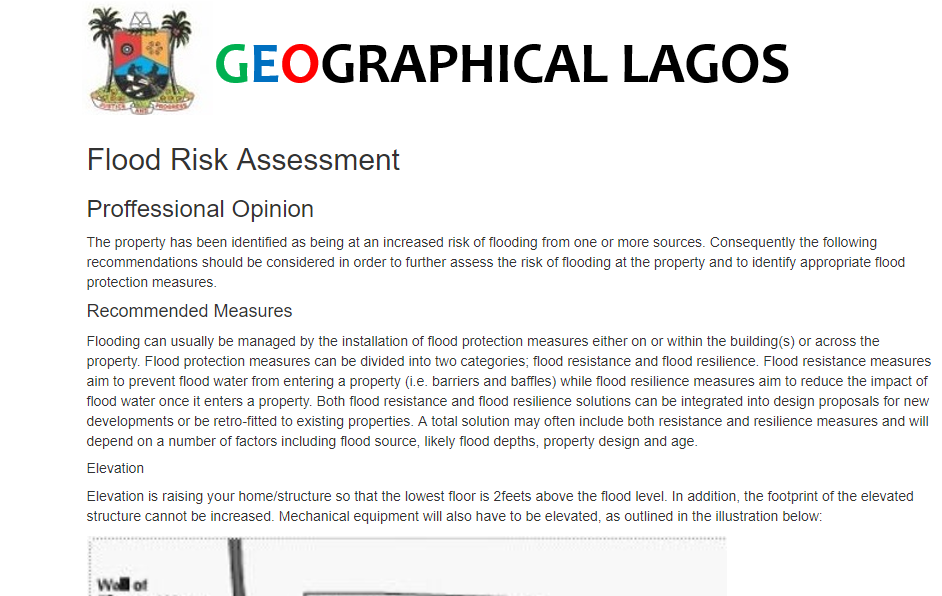 JUSTICE AND PROGRESS
GEOGRAPHICAL LAGOS
Flood Risk Assessment
Proffessional Opinion
The property has been identified as being at an increased risk of flooding from one or more sources. Consequently the following
recommendations should be considered in order to further assess the risk of flooding at the property and to identify appropriate flood
protection measures.
Recommended Measures
Flooding can usually be managed by the installation of flood protection measures either on or within the building(s) or across the
property. Flood protection measures can be divided into two categories; flood resistance and flood resilience. Flood resistance measures
aim to prevent flood water from entering a property (i.e. barriers and baffles) while flood resilience measures aim to reduce the impact of
flood water once it enters a property. Both flood resistance and flood resilience solutions can be integrated into design proposals for new
developments or be retro-fitted to existing properties. A total solution may often include both resistance and resilience measures and will
depend on a number of factors including flood source, likely flood depths, property design and age.
Elevation
Elevation is raising your home/structure so that the lowest floor is 2feets above the flood level. In addition, the footprint of the elevated
structure cannot be increased. Mechanical equipment will also have to be elevated, as outlined in the illustration below:
Wall of